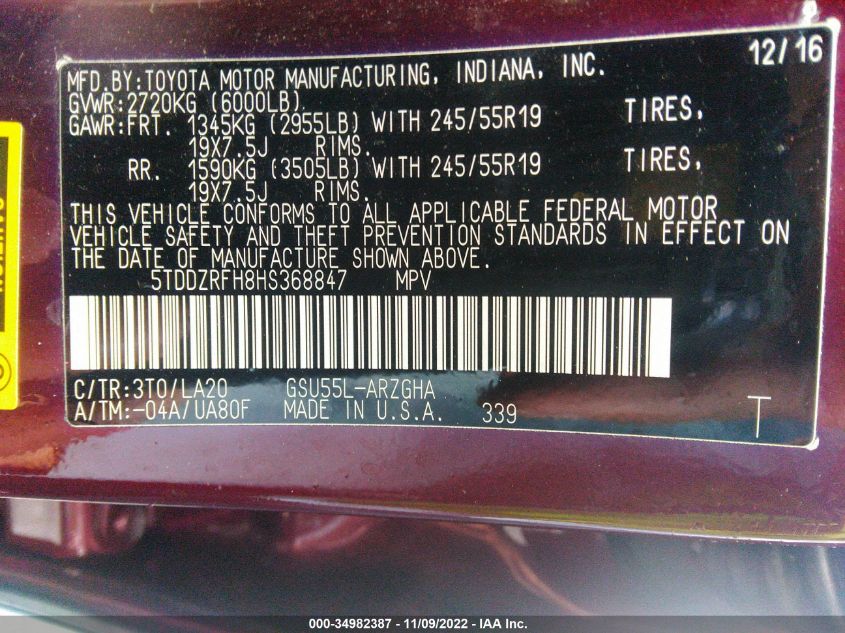 12/16
MFD.BY:TOYOTA MOTOR MANUFACTURING, INDIANA, INC.
GVWR:2720KG (6000LB)
GAWR:FRT. 1345KG (2955LB) WITH 245/55R19 TIRES,
19X7.5J RIMS.
RR. 1590KG (3505LB) WITH 245/55R19 TIRES,
19X7.5J RIMS.
THIS VEHICLE CONFORMS TO ALL APPLICABLE FEDERAL MOTOR
VEHICLE SAFETY AND THEFT PREVENTION STANDARDS IN EFFECT ON
THE DATE OF MANUFACTURE SHOWN ABOVE.
5TDDZRFH8HS368847 MPV
C/TR:3T0/LA20 GSU55L-ARZGHA
A/TM:-04A/UA80F MADE IN U.S.A. 339
T
000-34982387 - 11/09/2022 - IAA Inc.